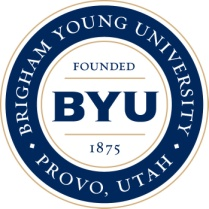 BRIGHAM YOUNG UNIVERSITY
FOUNDED
BYU
1875
• PROVO, UTAH •